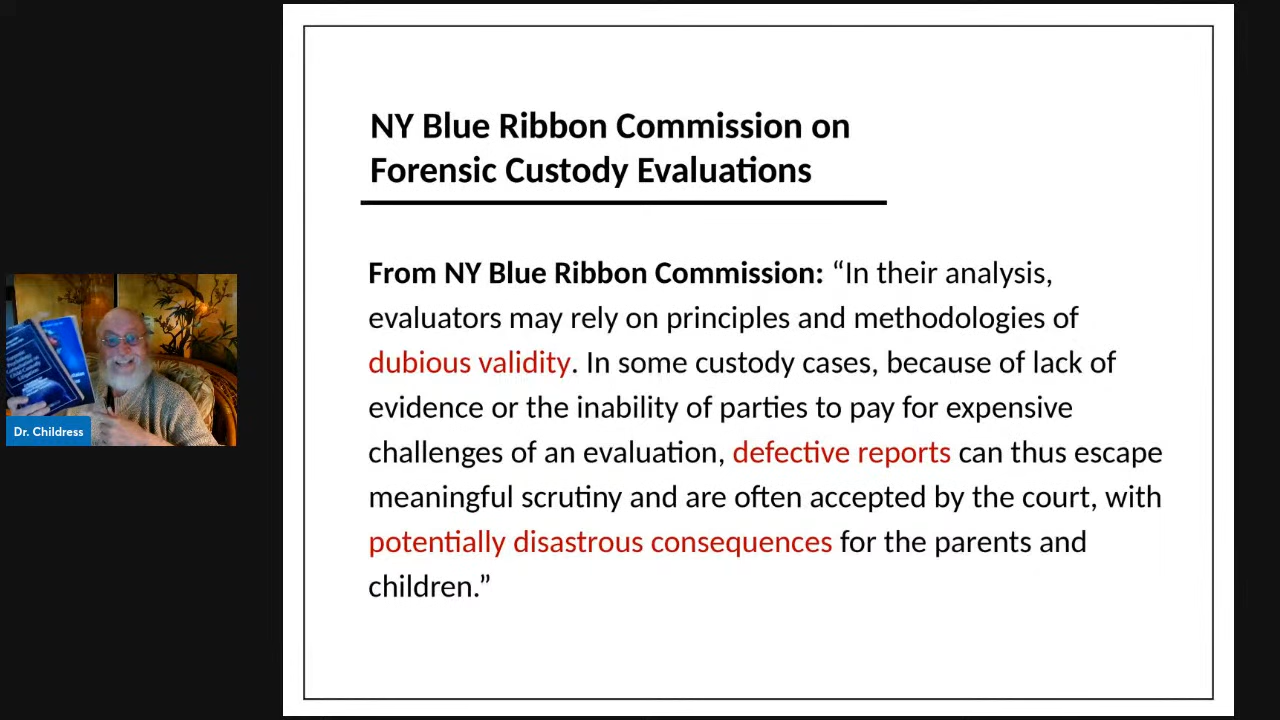 NY Blue Ribbon Commission on
Forensic Custody Evaluations
From NY Blue Ribbon Commission: “In their analysis,
evaluators may rely on principles and methodologies of
dubious validity. In some custody cases, because of lack of
evidence or the inability of parties to pay for expensive
challenges of an evaluation, defective reports can thus escape
meaningful scrutiny and are often accepted by the court, with
potentially disastrous consequences for the parents and
children.”
Dr. Childress